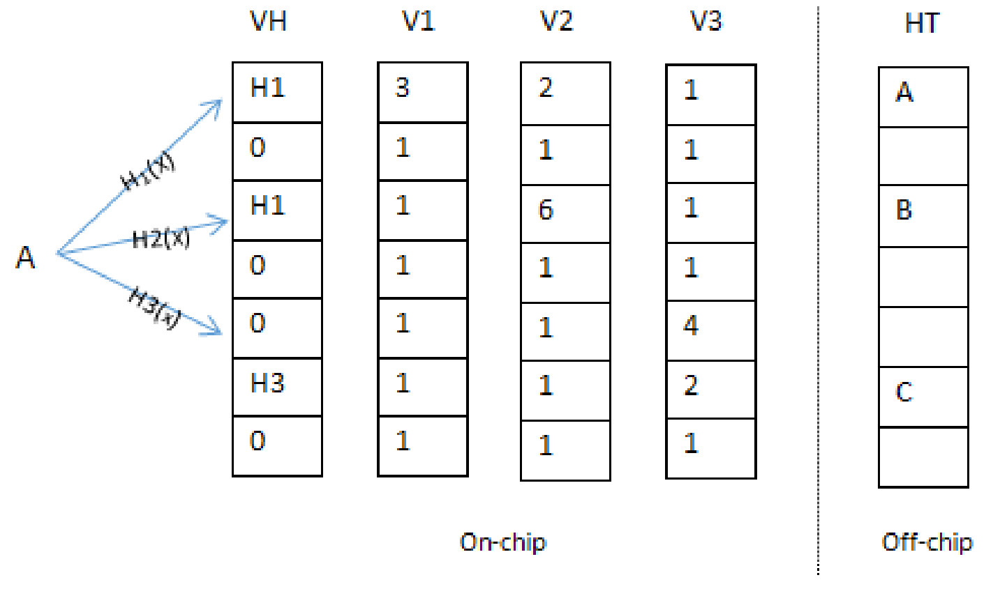 VH V1 V2 V3 HT
H1 3 2 1 A
0 1 1 1
H₁(x)
H1 1 6 1 B
H2(x)
A 0 1 1 1
H3(x)
0 1 1 4
H3 1 1 2 C
0 1 1 1
On-chip Off-chip